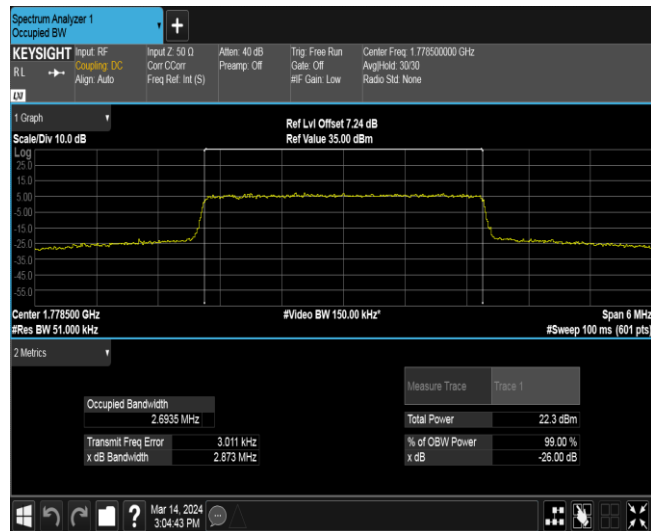 Spectrum Analyzer 1
Occupied BW
KEYSIGHT
RL
LXI
Input: RF
Coupling: DC
Align: Auto
Input Z: 50 Ω
Corr CCorr
Freq Ref: Int (S)
Atten: 40 dB
Preamp: Off
Trig: Free Run
Gate: Off
#IF Gain: Low
Center Freq: 1.778500000 GHz
Avg|Hold: 30/30
Radio Std: None
1 Graph
Scale/Div 10.0 dB
Ref Lvl Offset 7.24 dB
Ref Value 35.00 dBm
Log
25.0
15.0
5.00
-5.00
-15.0
-25.0
-35.0
-45.0
-55.0
Center 1.778500 GHz
#Res BW 51.000 kHz
#Video BW 150.00 kHz*
Span 6 MHz
#Sweep 100 ms (601 pts)
2 Metrics
Measure Trace Trace 1
Occupied Bandwidth
2.6935 MHz
Total Power 22.3 dBm
Transmit Freq Error 3.011 kHz
% of OBW Power 99.00 %
x dB Bandwidth 2.873 MHz
x dB -26.00 dB
?
Mar 14, 2024
3:04:43 PM